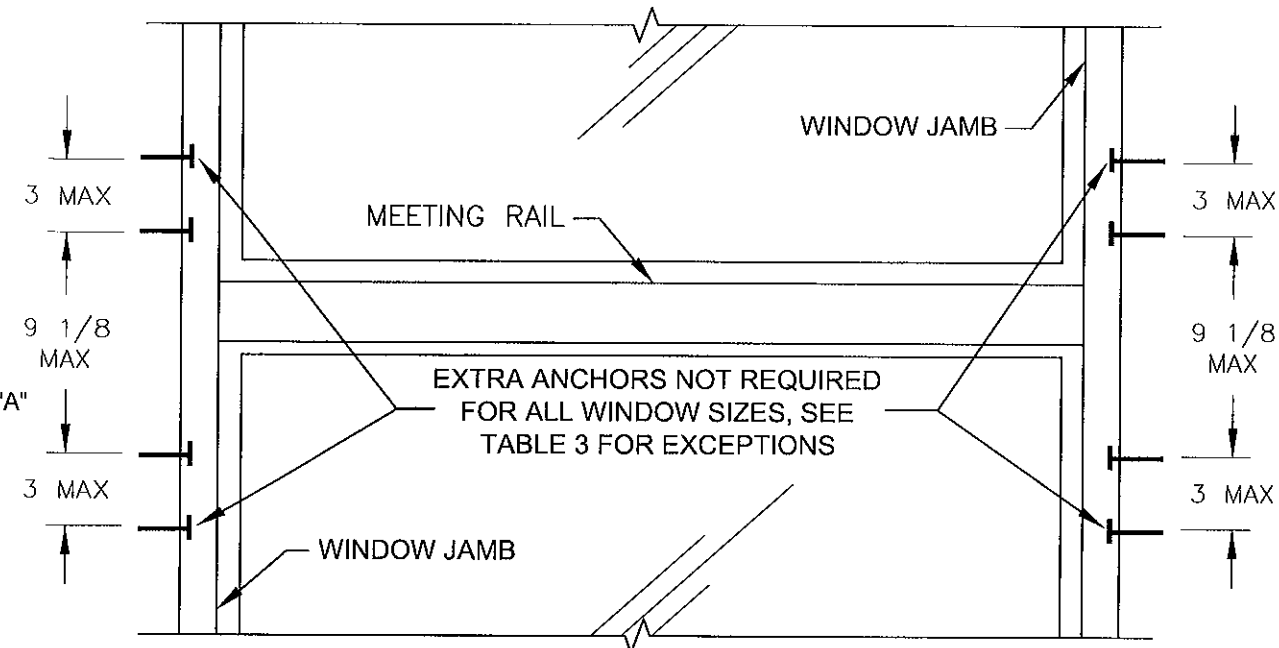 WINDOW JAMB
3 MAX
3 MAX
MEETING RAIL
9 1/8
MAX
9 1/8
MAX
"A"
EXTRA ANCHORS NOT REQUIRED
FOR ALL WINDOW SIZES, SEE
TABLE 3 FOR EXCEPTIONS
3 MAX
3 MAX
WINDOW JAMB